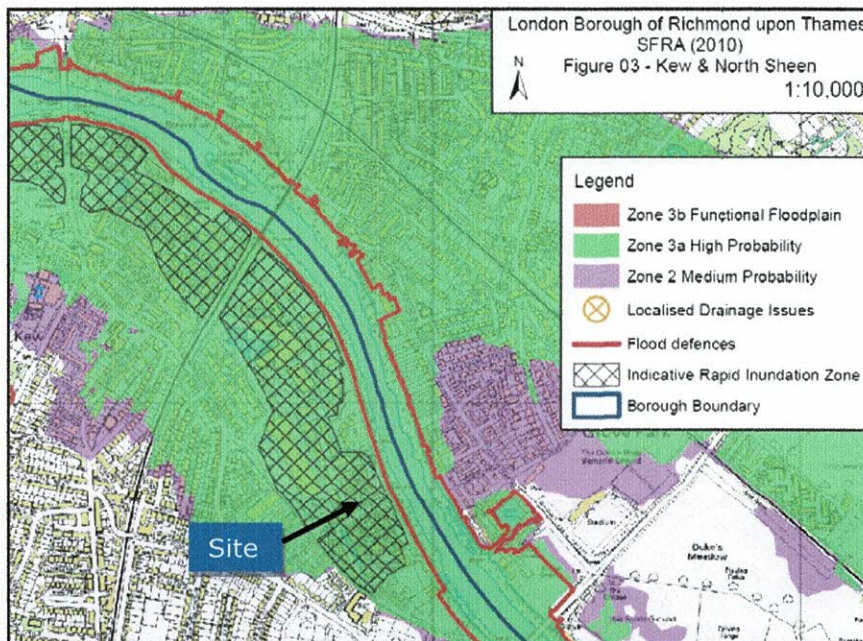 London Borough of Richmond upon Thames
SFRA (2010)
Figure 03 - Kew & North Sheen
N
1:10,000
Legend
Zone 3b Functional Floodplain
Zone 3a High Probability
Zone 2 Medium Probability
Localised Drainage Issues
Flood defences
Indicative Rapid Inundation Zone
Borough Boundary
Kew
Park
Stadium
Duke's
Meadow
Site